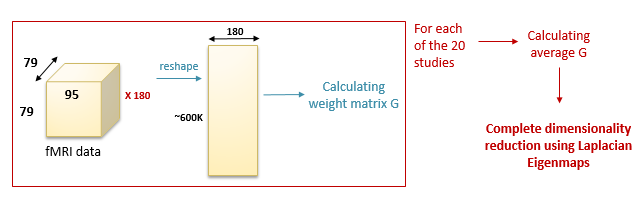 180
For each
of the 20
studies
Calculating
average G
79
reshape
95
X 180
Calculating
weight matrix G
79
~600K
fMRI data
Complete dimensionality
reduction using Laplacian
Eigenmaps